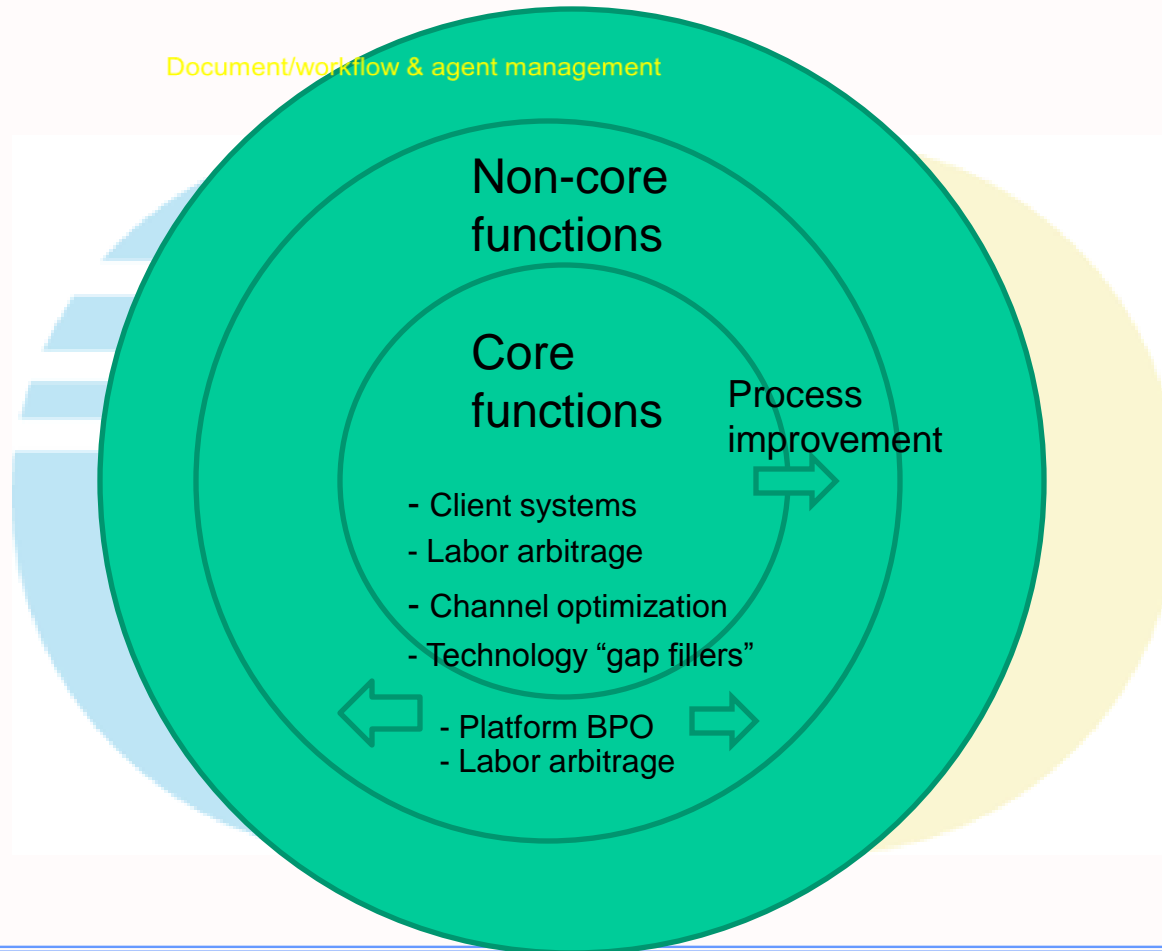 Document/workflow & agent management
Non-core
functions
Core
functions
Process
improvement
- Client systems
- Labor arbitrage
- Channel optimization
- Technology “gap fillers”
- Platform BPO
- Labor arbitrage